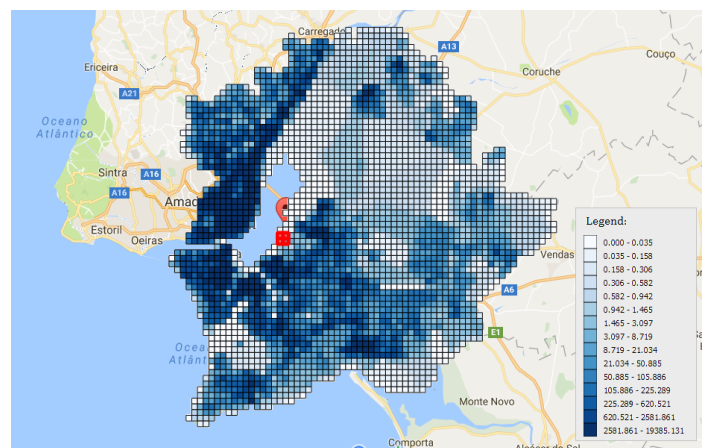 Carregado
A13
Ericeira
Coruche
Couço
A21
Oceano
Atlântico
Sintra
A16
A16
Amad
Estoril
Oeiras
Legend:
0.000 - 0.035
0.035 - 0.158
0.158 - 0.306
0.306 - 0.582
0.582 - 0.942
0.942 - 1.465
1.465 - 3.097
3.097 - 8.719
8.719 - 21.034
21.034 - 50.885
50.885 - 105.886
105.886 - 225.289
225.289 - 620.521
620.521 - 2581.861
2581.861 - 19385.131
Vendas
A6
E1
Ocea
Atlânt
Monte Novo
Comporta